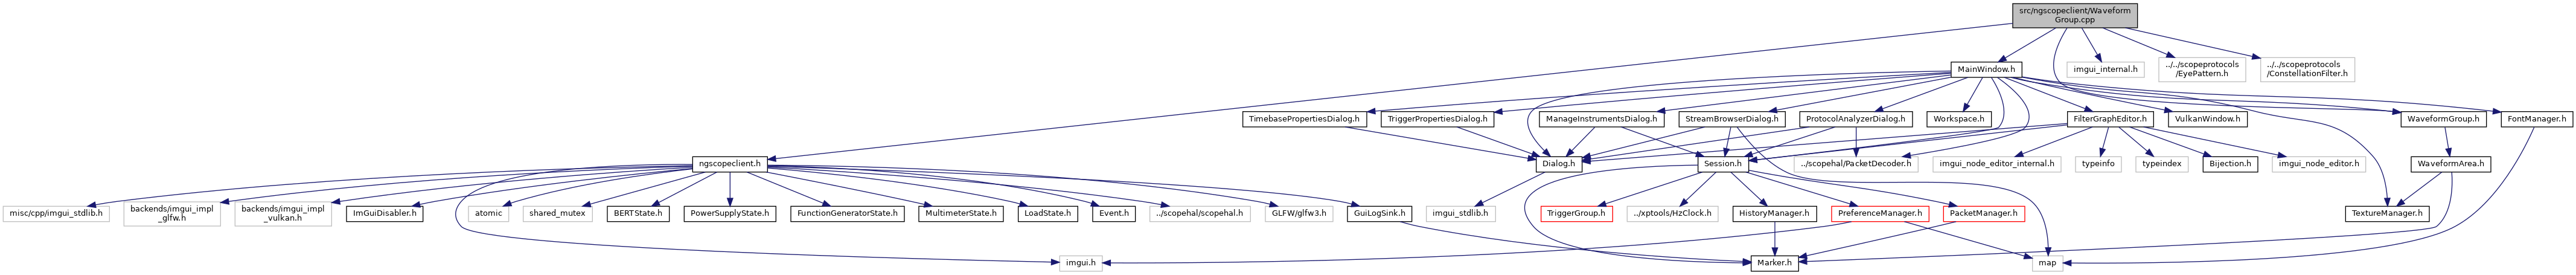 src/ngscopeclient/Waveform
Group.cpp
MainWindow.h
imgui_internal.h
../../scopeprotocols
/EyePattern.h
../../scopeprotocols
/ConstellationFilter.h
TimebasePropertiesDialog.h
TriggerPropertiesDialog.h
ManageInstrumentsDialog.h
StreamBrowserDialog.h
ProtocolAnalyzerDialog.h
Workspace.h
FilterGraphEditor.h
VulkanWindow.h
WaveformGroup.h
FontManager.h
ngscopeclient.h
Dialog.h
Session.h
../scopehal/PacketDecoder.h
imgui_node_editor_internal.h
typeinfo
typeindex
Bijection.h
imgui_node_editor.h
WaveformArea.h
misc/cpp/imgui_stdlib.h
backends/imgui_impl
_glfw.h
backends/imgui_impl
_vulkan.h
ImGuiDisabler.h
atomic
shared_mutex
BERTState.h
PowerSupplyState.h
FunctionGeneratorState.h
MultimeterState.h
LoadState.h
Event.h
../scopehal/scopehal.h
GLFW/glfw3.h
GuiLogSink.h
imgui_stdlib.h
TriggerGroup.h
../xptools/HzClock.h
HistoryManager.h
PreferenceManager.h
PacketManager.h
TextureManager.h
imgui.h
Marker.h
map